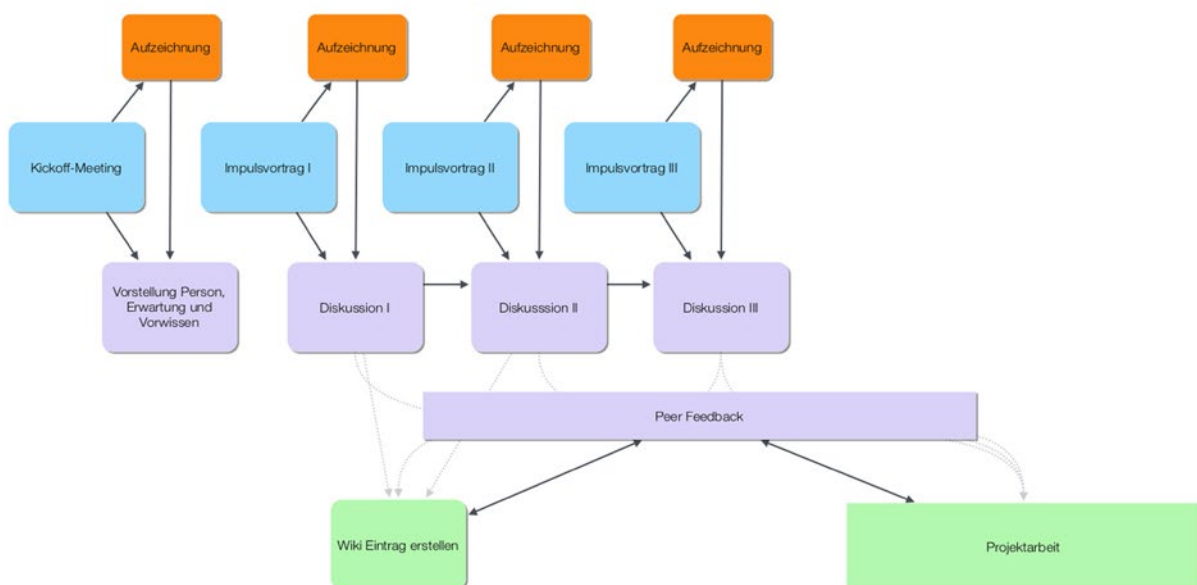 Aufzeichnung
Aufzeichnung
Aufzeichnung
Aufzeichnung
Kickoff-Meeting
Impulsvortrag I
Impulsvortrag II
Impulsvortrag III
Vorstellung Person,
Erwartung und
Vorwissen
Diskussion I
Diskusssion II
Diskussion III
Peer Feedback
Wiki Eintrag erstellen
Projektarbeit